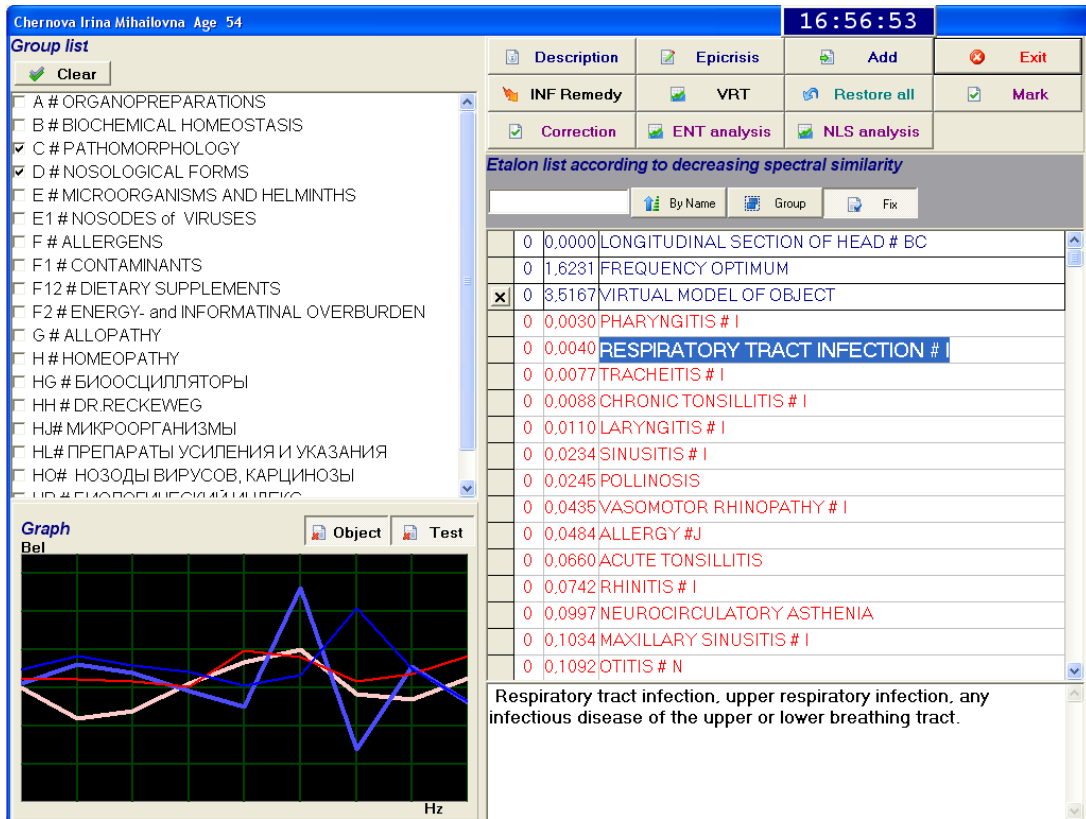 Chernova Irina Mihailovna Age 54
16:56:53
Group list
Clear
A # ORGANOPREPARATIONS
B # BIOCHEMICAL HOMEOSTASIS
C # PATHOMORPHOLOGY
D # NOSOLOGICAL FORMS
E # MICROORGANISMS AND HELMINTHS
E1 # NOSODES of VIRUSES
F # ALLERGENS
F1 # CONTAMINANTS
F12 # DIETARY SUPPLEMENTS
F2 # ENERGY- and INFORMATINAL OVERBURDEN
G # ALLOPATHY
H # HOMEOPATHY
HG # БИООСЦИЛЛЯТОРЫ
HH # DR.RECKEWEG
HJ# МИКРООРГАНИЗМЫ
HL# ПРЕПАРАТЫ УСИЛЕНИЯ И УКАЗАНИЯ
HO# НОЗОДЫ ВИРУСОВ, КАРЦИНОЗЫ
Graph
Object
Test
Bel
Hz
Description
Epicrisis
Add
Exit
INF Remedy
VRT
Restore all
Mark
Correction
ENT analysis
NLS analysis
Etalon list according to decreasing spectral similarity
By Name
Group
Fix
0 0,0000 LONGITUDINAL SECTION OF HEAD # BC
0 1,6231 FREQUENCY OPTIMUM
0 3,5167 VIRTUAL MODEL OF OBJECT
0 0,0030 PHARYNGITIS # I
0 0,0040 RESPIRATORY TRACT INFECTION # I
0 0,0077 TRACHEITIS # I
0 0,0088 CHRONIC TONSILLITIS # I
0 0,0110 LARYNGITIS # I
0 0,0234 SINUSITIS # I
0 0,0245 POLLINOSIS
0 0,0435 VASOMOTOR RHINOPATHY # I
0 0,0484 ALLERGY #J
0 0,0660 ACUTE TONSILLITIS
0 0,0742 RHINITIS # I
0 0,0997 NEUROCIRCULATORY ASTHENIA
0 0,1034 MAXILLARY SINUSITIS # I
0 0,1092 OTITIS # N
Respiratory tract infection, upper respiratory infection, any
infectious disease of the upper or lower breathing tract.